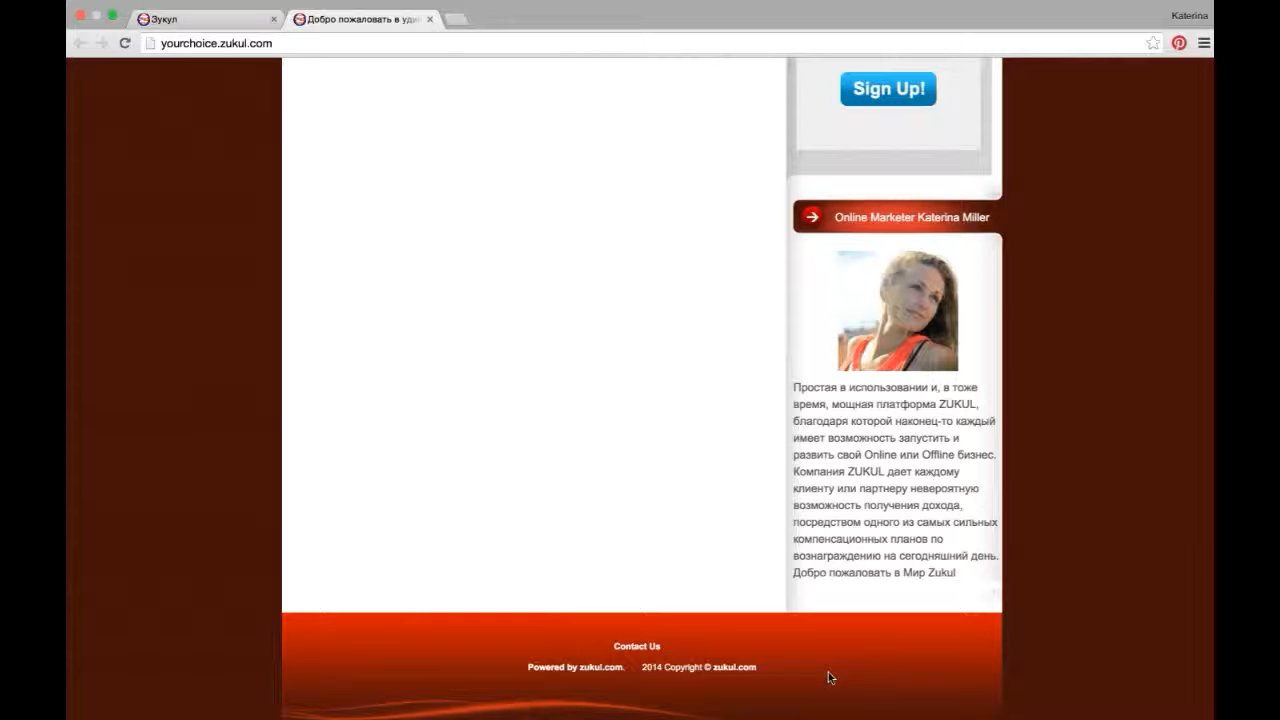 Зукул
Добро пожаловать в уди
Katerina
yourchoice.zukul.com
Sign Up!
Online Marketer Katerina Miller
Простая в использовании и, в тоже
время, мощная платформа ZUKUL,
благодаря которой наконец-то каждый
имеет возможность запустить и
развить свой Online или Offline бизнес.
Компания ZUKUL дает каждому
клиенту или партнеру невероятную
возможность получения дохода,
посредством одного из самых сильных
компенсационных планов по
вознаграждению на сегодняшний день.
Добро пожаловать в Мир Zukul
Contact Us
Powered by zukul.com. 2014 Copyright © zukul.com